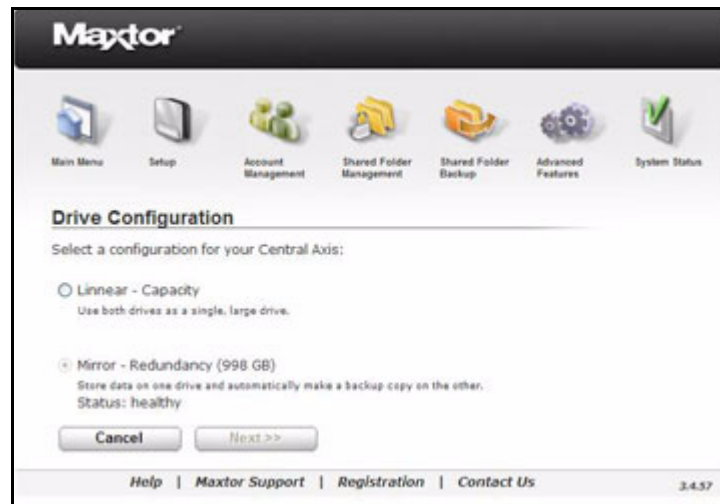 Maxtor
Main Menu
Setup
Account Management
Shared Folder Management
Shared Folder Backup
Advanced Features
System Status
Drive Configuration
Select a configuration for your Central Axis:
Linnear - Capacity
Use both drives as a single, large drive.
Mirror - Redundancy (998 GB)
Store data on one drive and automatically make a backup copy on the other.
Status: healthy
Cancel Next >>
Help | Maxtor Support | Registration | Contact Us 3.4.57